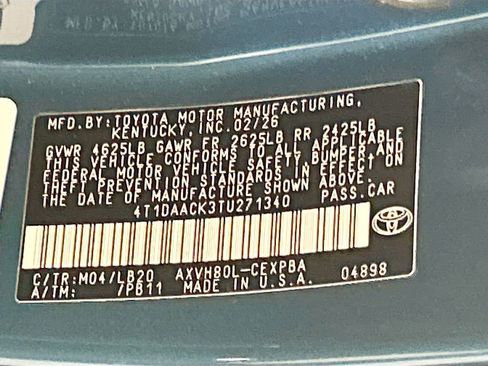 MFD.BY:TOYOTA MOTOR MANUFACTURING,
KENTUCKY,INC.02/26
GVWR 4625LB GAWR FR 2625LB RR 2425LB
THIS VEHICLE CONFORMS TO ALL APPLICABLE
FEDERAL MOTOR VEHICLE SAFETY,BUMPER,AND
THEFT PREVENTION STANDARDS IN EFFECT ON
THE DATE OF MANUFACTURE SHOWN ABOVE.
4T1DAACK3TU271340 PASS.CAR
C/TR:M04/LB20 AXVH80L-CEXPBA
A/TM: 7PB11 MADE IN U.S.A. 04898